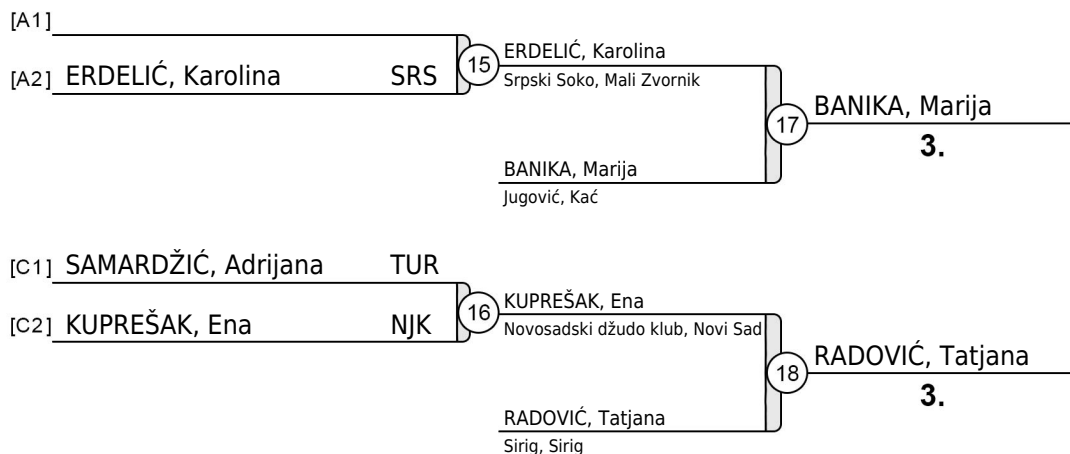 [A1]
[A2] ERDELIĆ, Karolina SRS
15
ERDELIĆ, Karolina
Srpski Soko, Mali Zvornik
17
BANIKA, Marija
3.
BANIKA, Marija
Jugović, Kać
[C1] SAMARDŽIĆ, Adrijana TUR
[C2] KUPREŠAK, Ena NJK
16
KUPREŠAK, Ena
Novosadski džudo klub, Novi Sad
18
RADOVIĆ, Tatjana
3.
RADOVIĆ, Tatjana
Sirig, Sirig